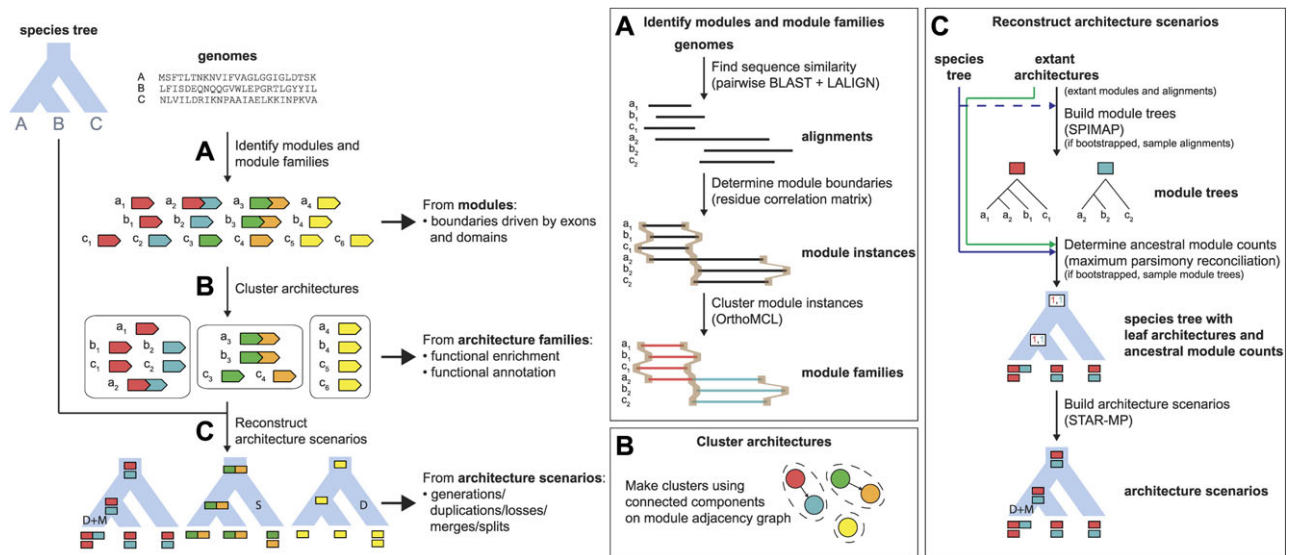 species tree
A B C
genomes
A MSFTLTNKNVIFVAGLGGIGLDTSK
B LFISDEQNQQGVWLEPGRTLGYYIL
C NLVILDRIKNPAAIAELKKINPKVA
A
Identify modules and
module families
a1 a2 a3 a4
b1 b2 b3 b4
c1 c2 c3 c4 c5 c6
From modules:
• boundaries driven by exons
and domains
B
Cluster architectures
a1
b1 b2
c1 c2
a2
a3
b3
c3 c4
a4
b4
c5
c6
From architecture families:
• functional enrichment
• functional annotation
C
Reconstruct
architecture scenarios
D+M
S
D
From architecture scenarios:
• generations/
duplications/losses/
merges/splits
A
Identify modules and module families
genomes
Find sequence similarity
(pairwise BLAST + LALIGN)
a1
b1
c1
a2
b2
c2
alignments
Determine module boundaries
(residue correlation matrix)
a1
b1
c1
a2
b2
c2
module instances
Cluster module instances
(OrthoMCL)
a1
b1
c1
a2
b2
c2
module families
B
Cluster architectures
Make clusters using
connected components
on module adjacency graph
C
Reconstruct architecture scenarios
species
tree
extant
architectures
(extant modules and alignments)
Build module trees
(SPIMAP)
(if bootstrapped, sample alignments)
module trees
a1 a2 b1 c1
a2 b2 c2
Determine ancestral module counts
(maximum parsimony reconciliation)
(if bootstrapped, sample module trees)
1,1
1,1
species tree with
leaf architectures and
ancestral module counts
Build architecture scenarios
(STAR-MP)
D+M
architecture scenarios